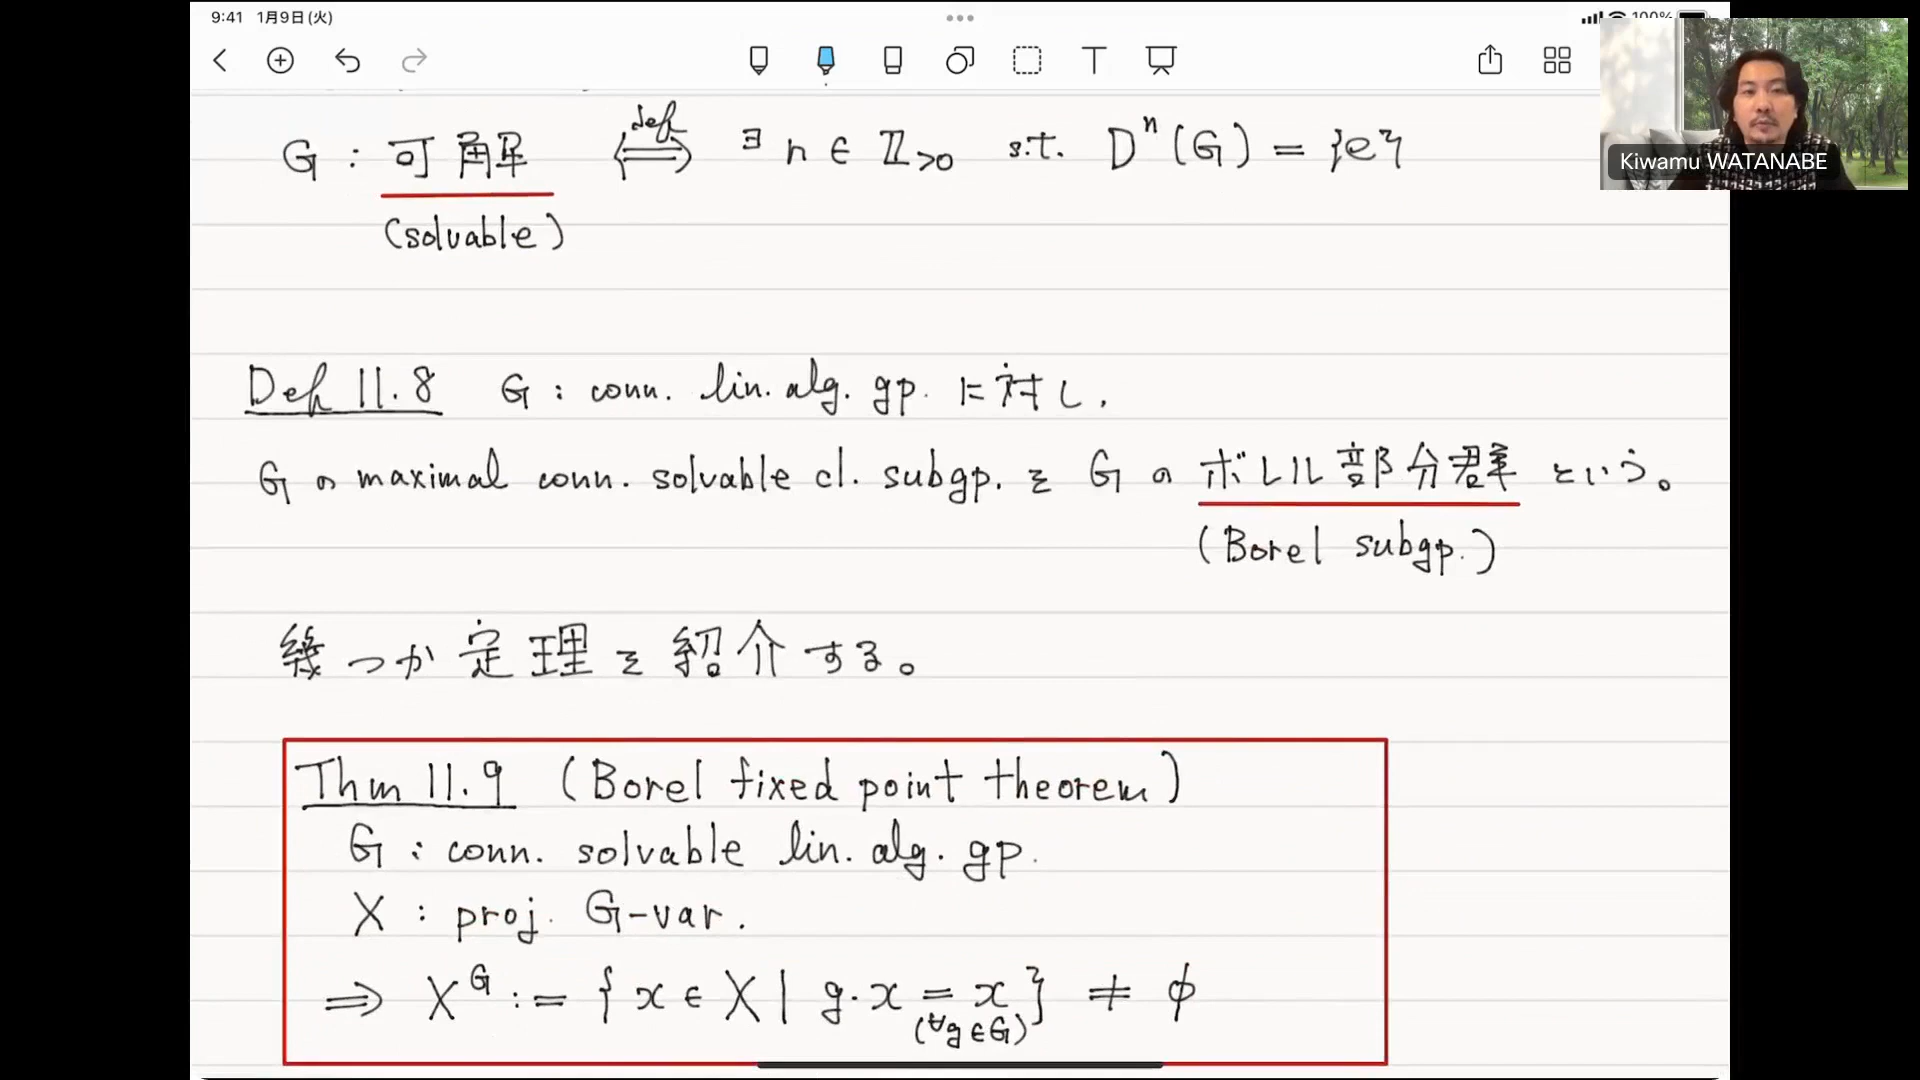 9:41 1月9日(火)
100%
Kiwamu WATANABE
G : 可解 ⇔ def ∃n ∈ ℤ>0 s.t. Dⁿ(G) = {e}
(solvable)
Def 11.8 G : conn. lin. alg. gp. に対し,
G の maximal conn. solvable cl. subgp. を G の ボレル部分群 という。
(Borel subgp.)
幾つか定理を紹介する。
Thm 11.9 (Borel fixed point theorem)
G : conn. solvable lin. alg. gp.
X : proj. G-var.
⇒ X^G := { x ∈ X | g·x = x } ≠ φ
(∀g ∈ G)